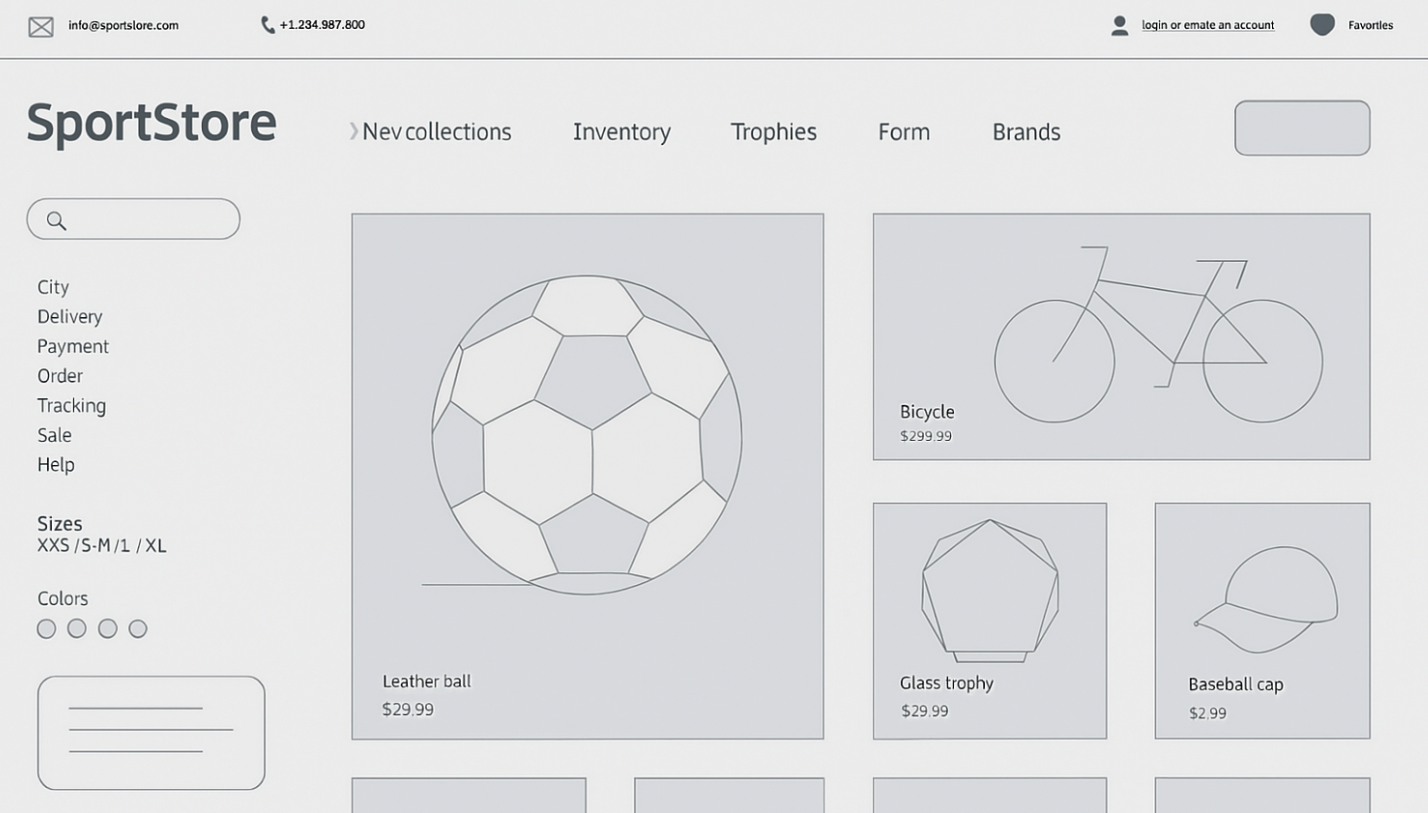 info@sportslore.com
+1.234.987.800
login or emate an account
Favortles
SportStore
Nev collections
Inventory
Trophies
Form
Brands
City
Delivery
Payment
Order
Tracking
Sale
Help
Sizes
XXS /S-M /1 / XL
Colors
Leather ball
$29.99
Bicycle
$299.99
Glass trophy
$29.99
Baseball cap
$2.99